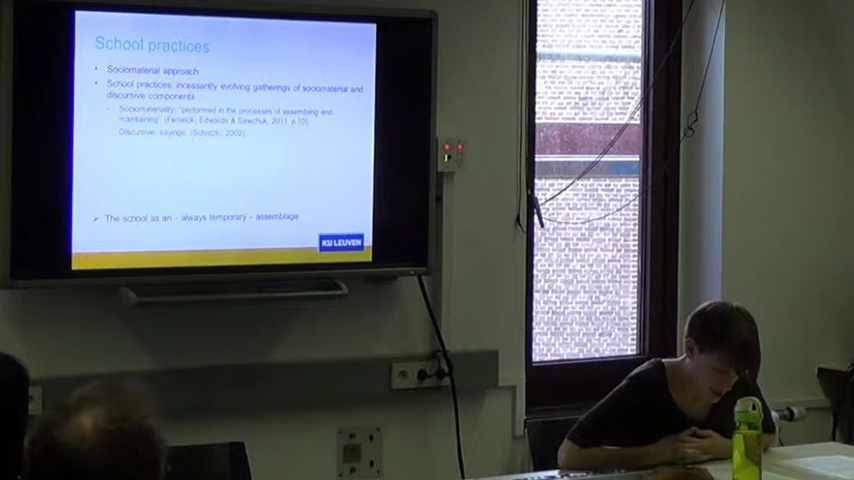 School practices
• Sociomaterial approach
• School practices: incessantly evolving gatherings of sociomaterial and
discursive components
- Sociomateriality: "performed in the processes of assembling and
maintaining" (Fenwick, Edwards & Sawchuk, 2011, p.10)
Discursive: sayings (Schatzki, 2002)
➢ The school as an – always temporary – assemblage
KU LEUVEN